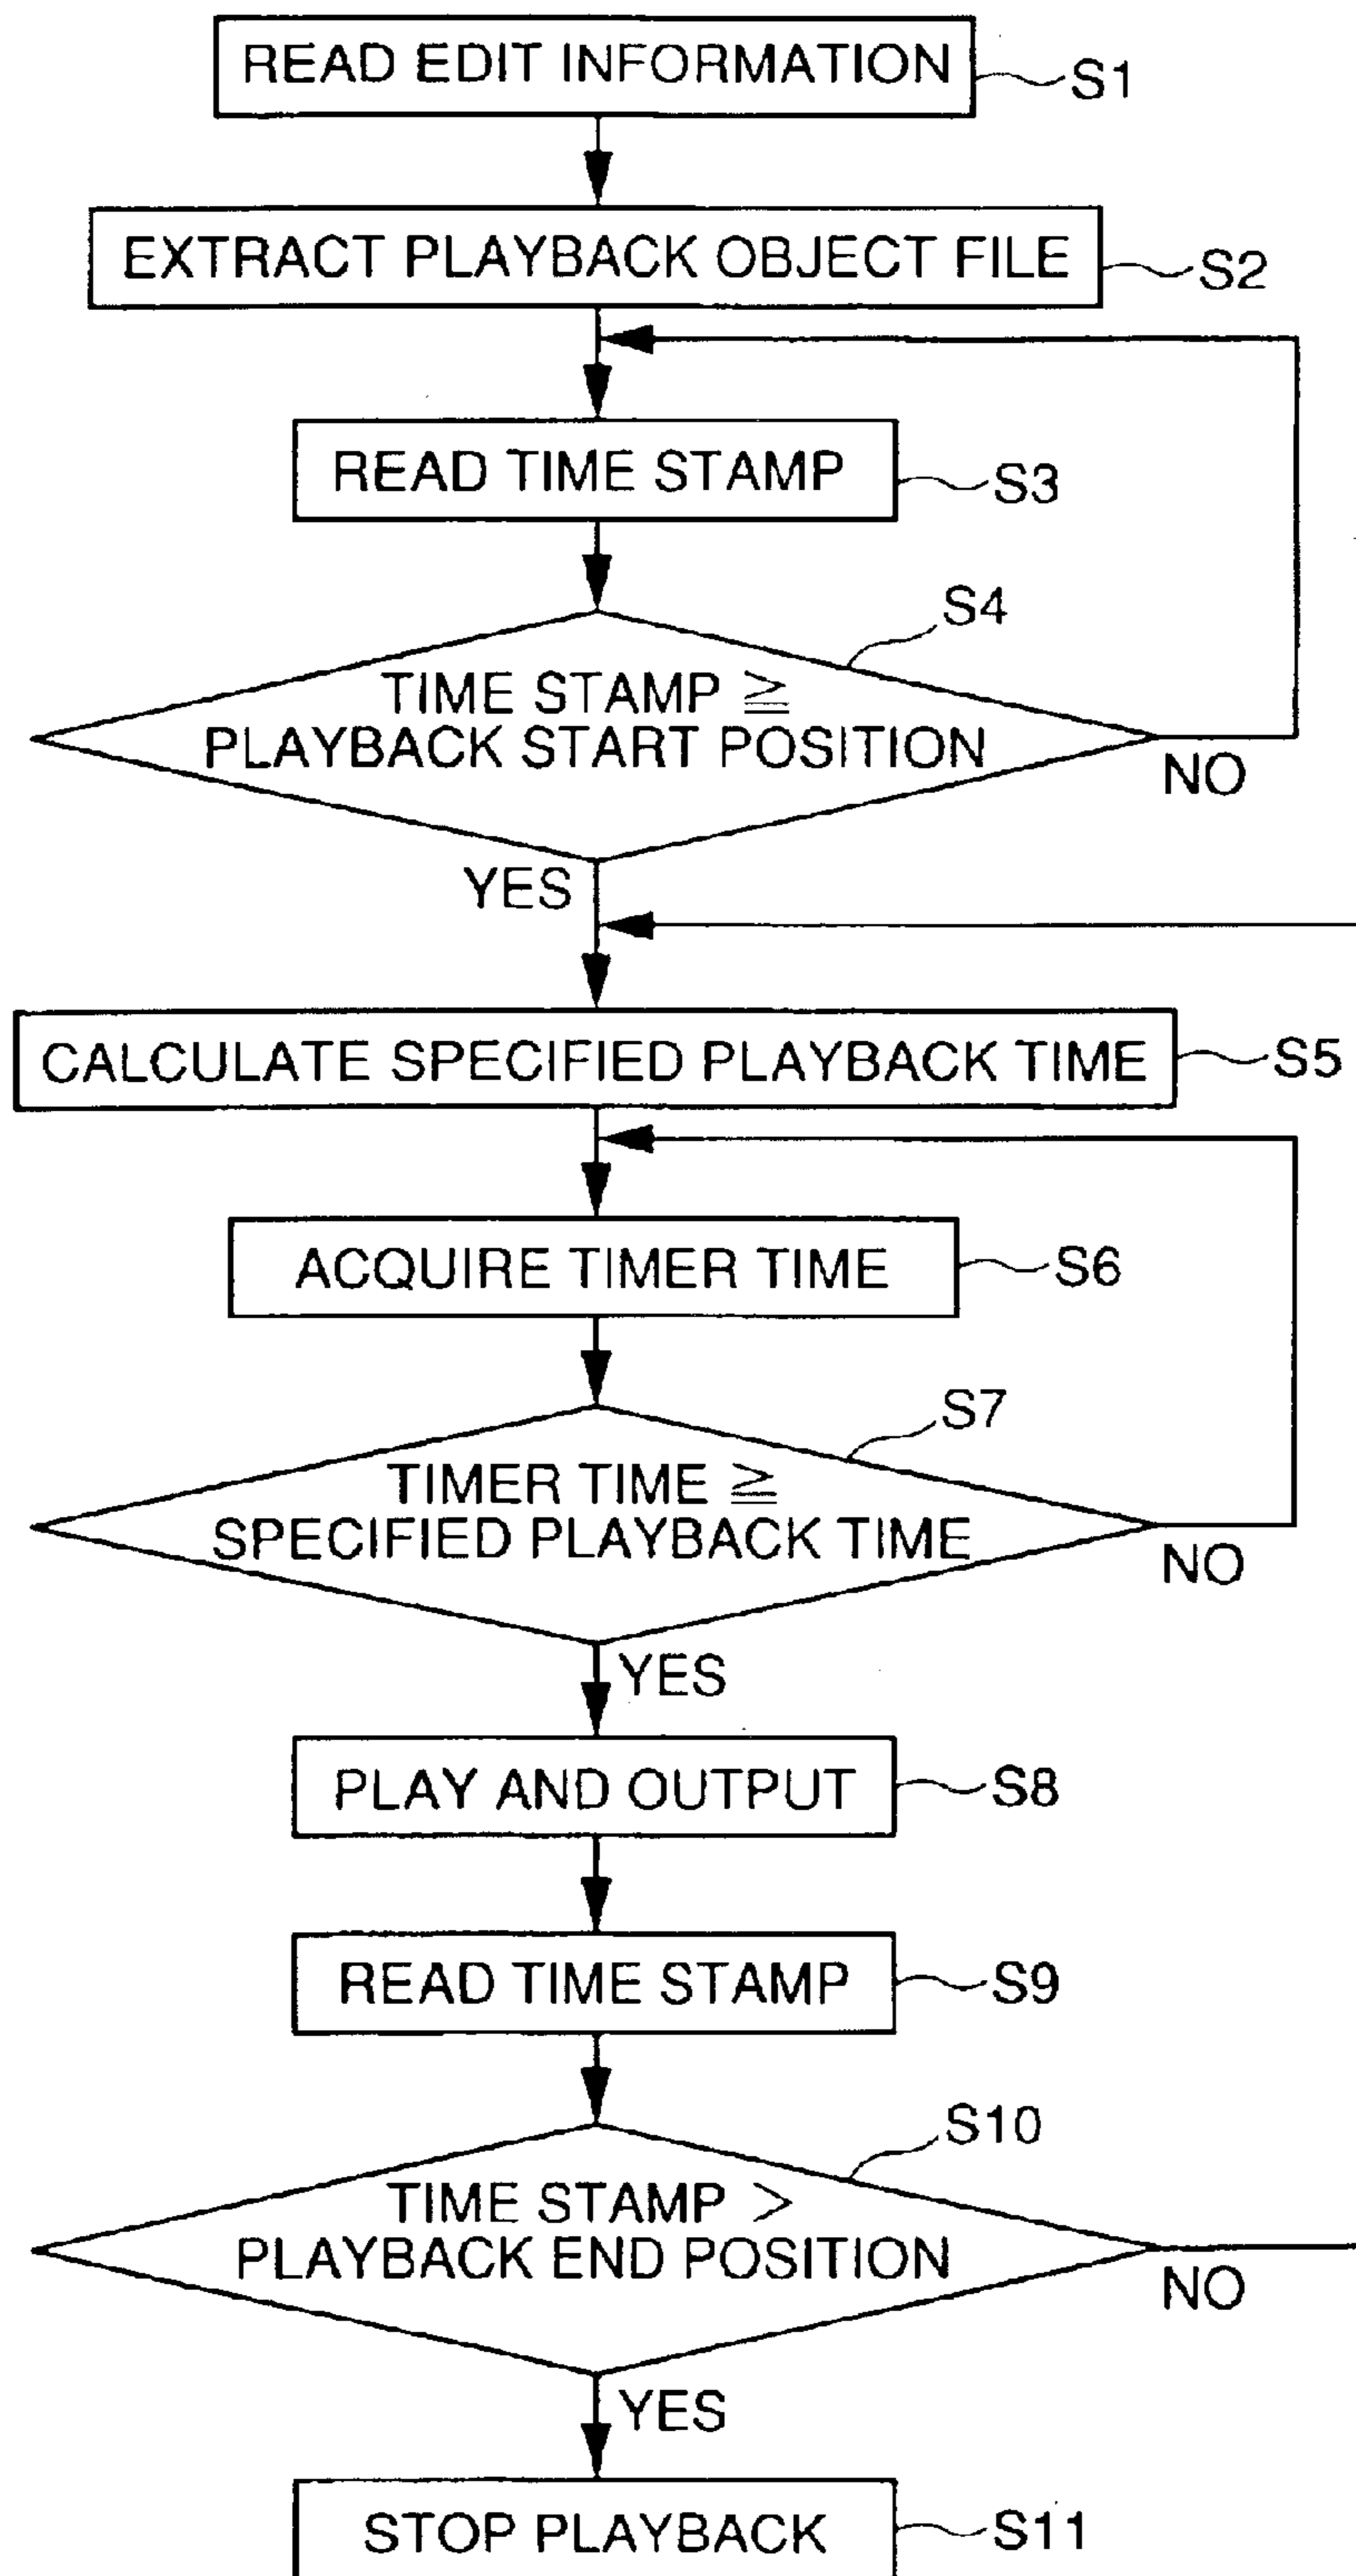 READ EDIT INFORMATION
S1
EXTRACT PLAYBACK OBJECT FILE
S2
READ TIME STAMP
S3
S4
TIME STAMP ≧
PLAYBACK START POSITION
NO
YES
CALCULATE SPECIFIED PLAYBACK TIME
S5
ACQUIRE TIMER TIME
S6
S7
TIMER TIME ≧
SPECIFIED PLAYBACK TIME
NO
YES
PLAY AND OUTPUT
S8
READ TIME STAMP
S9
S10
TIME STAMP >
PLAYBACK END POSITION
NO
YES
STOP PLAYBACK
S11